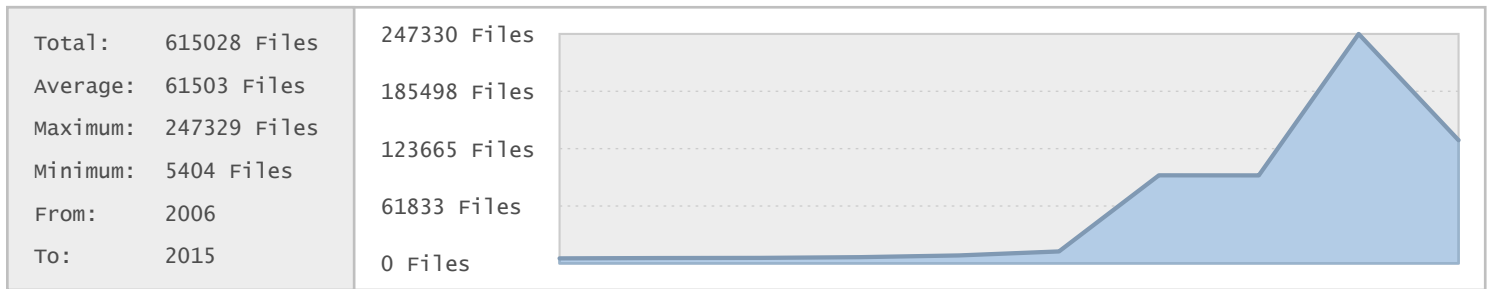 Total: 615028 Files
Average: 61503 Files
Maximum: 247329 Files
Minimum: 5404 Files
From: 2006
To: 2015
247330 Files
185498 Files
123665 Files
61833 Files
0 Files